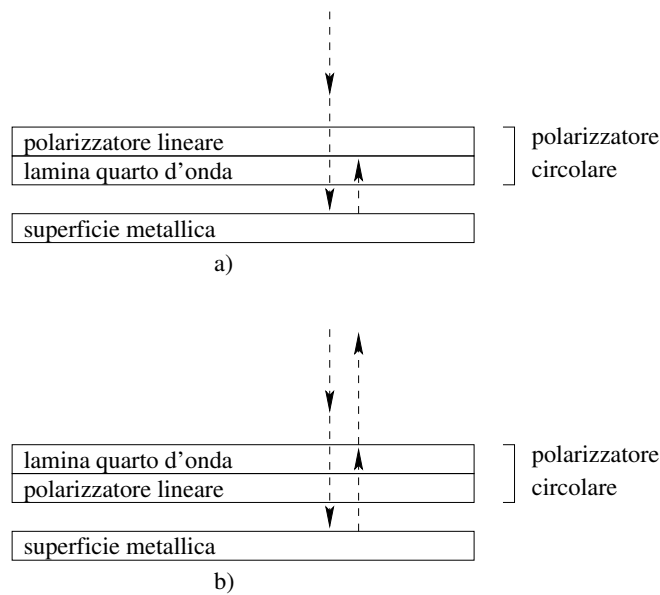 polarizzatore lineare
lamina quarto d'onda
polarizzatore
circolare
superficie metallica
a)
lamina quarto d'onda
polarizzatore lineare
polarizzatore
circolare
superficie metallica
b)